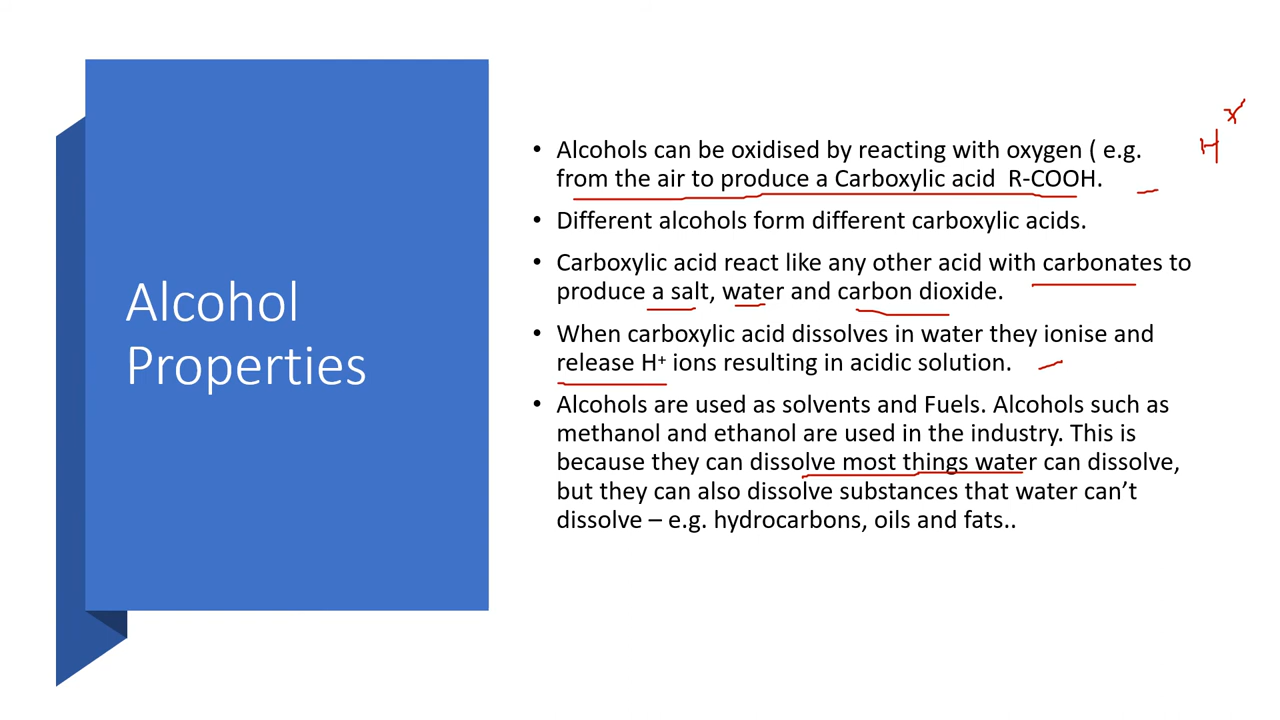 Alcohol
Properties
• Alcohols can be oxidised by reacting with oxygen ( e.g.
from the air to produce a Carboxylic acid  R-COOH.
• Different alcohols form different carboxylic acids.
• Carboxylic acid react like any other acid with carbonates to
produce a salt, water and carbon dioxide.
• When carboxylic acid dissolves in water they ionise and
release H⁺ ions resulting in acidic solution.
• Alcohols are used as solvents and Fuels. Alcohols such as
methanol and ethanol are used in the industry. This is
because they can dissolve most things water can dissolve,
but they can also dissolve substances that water can’t
dissolve – e.g. hydrocarbons, oils and fats..
H